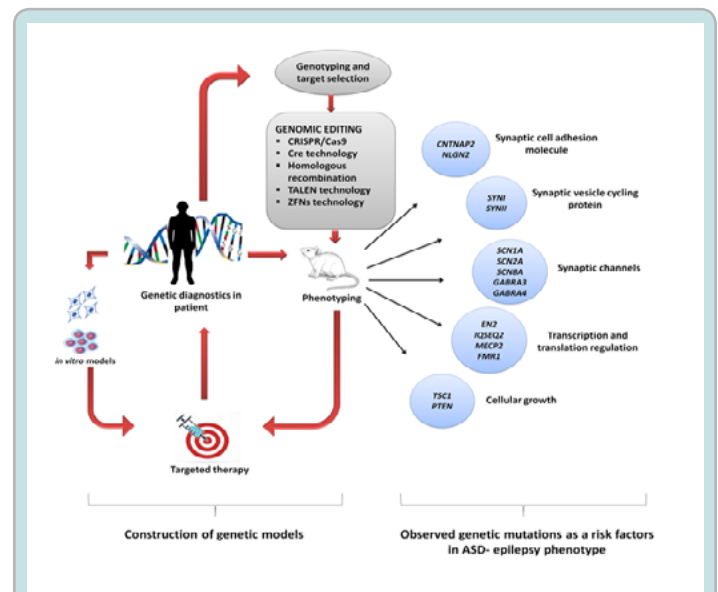 Genotyping and
target selection
GENOMIC EDITING
▪ CRISPR/Cas9
▪ Cre technology
▪ Homologous
recombination
▪ TALEN technology
▪ ZFNs technology
Genetic diagnostics in
patient
Phenotyping
in vitro models
Targeted therapy
CNTNAP2
NLGN2
Synaptic cell adhesion
molecule
SYNI
SYNII
Synaptic vesicle cycling
protein
SCN1A
SCN2A
SCN8A
GABRA3
GABRA4
Synaptic channels
EN2
IQSEQ2
MECP2
FMR1
Transcription and
translation regulation
TSC1
PTEN
Cellular growth
Construction of genetic models
Observed genetic mutations as a risk factors
in ASD- epilepsy phenotype